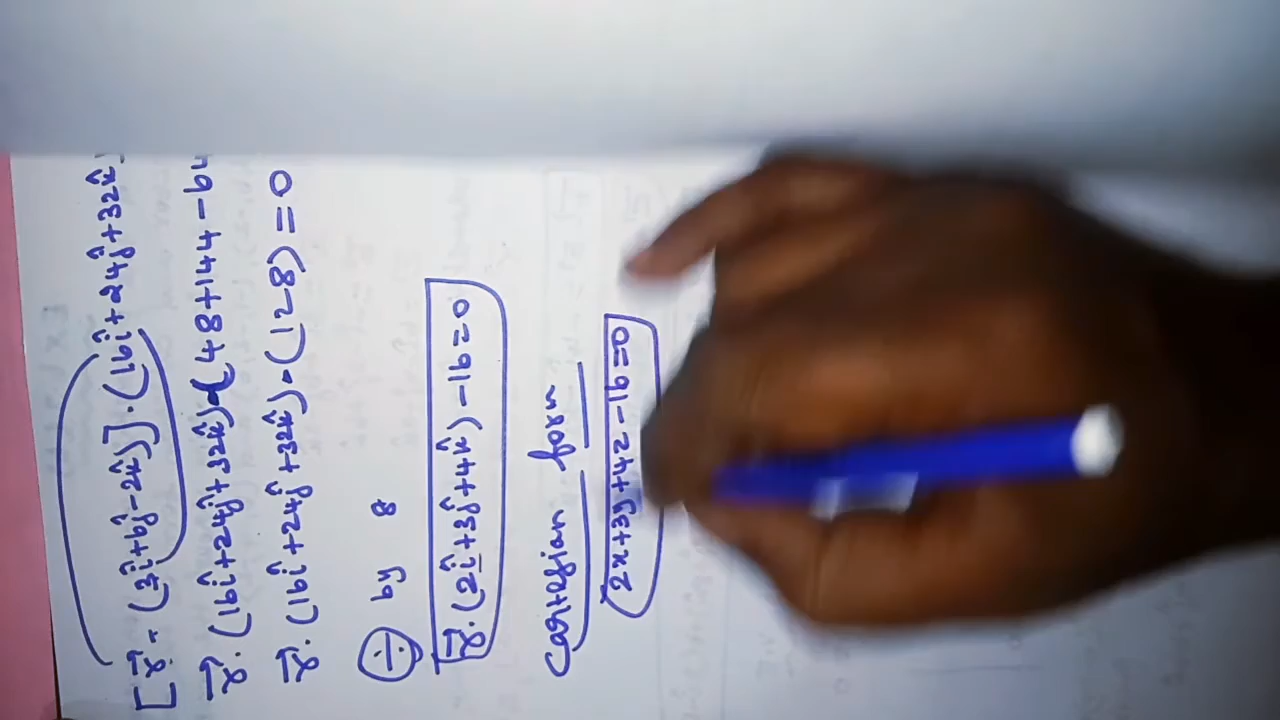 [r⃗ - (3î+6ĵ-2k̂)]·(16î+24ĵ+32k̂
r⃗·(16î+24ĵ+32k̂)-(48+144-64
r⃗·(16î+24ĵ+32k̂)-(128)=0
÷ by 8
r⃗·(2î+3ĵ+4k̂)-16=0
Cartesian form
2x+3y+4z-16=0